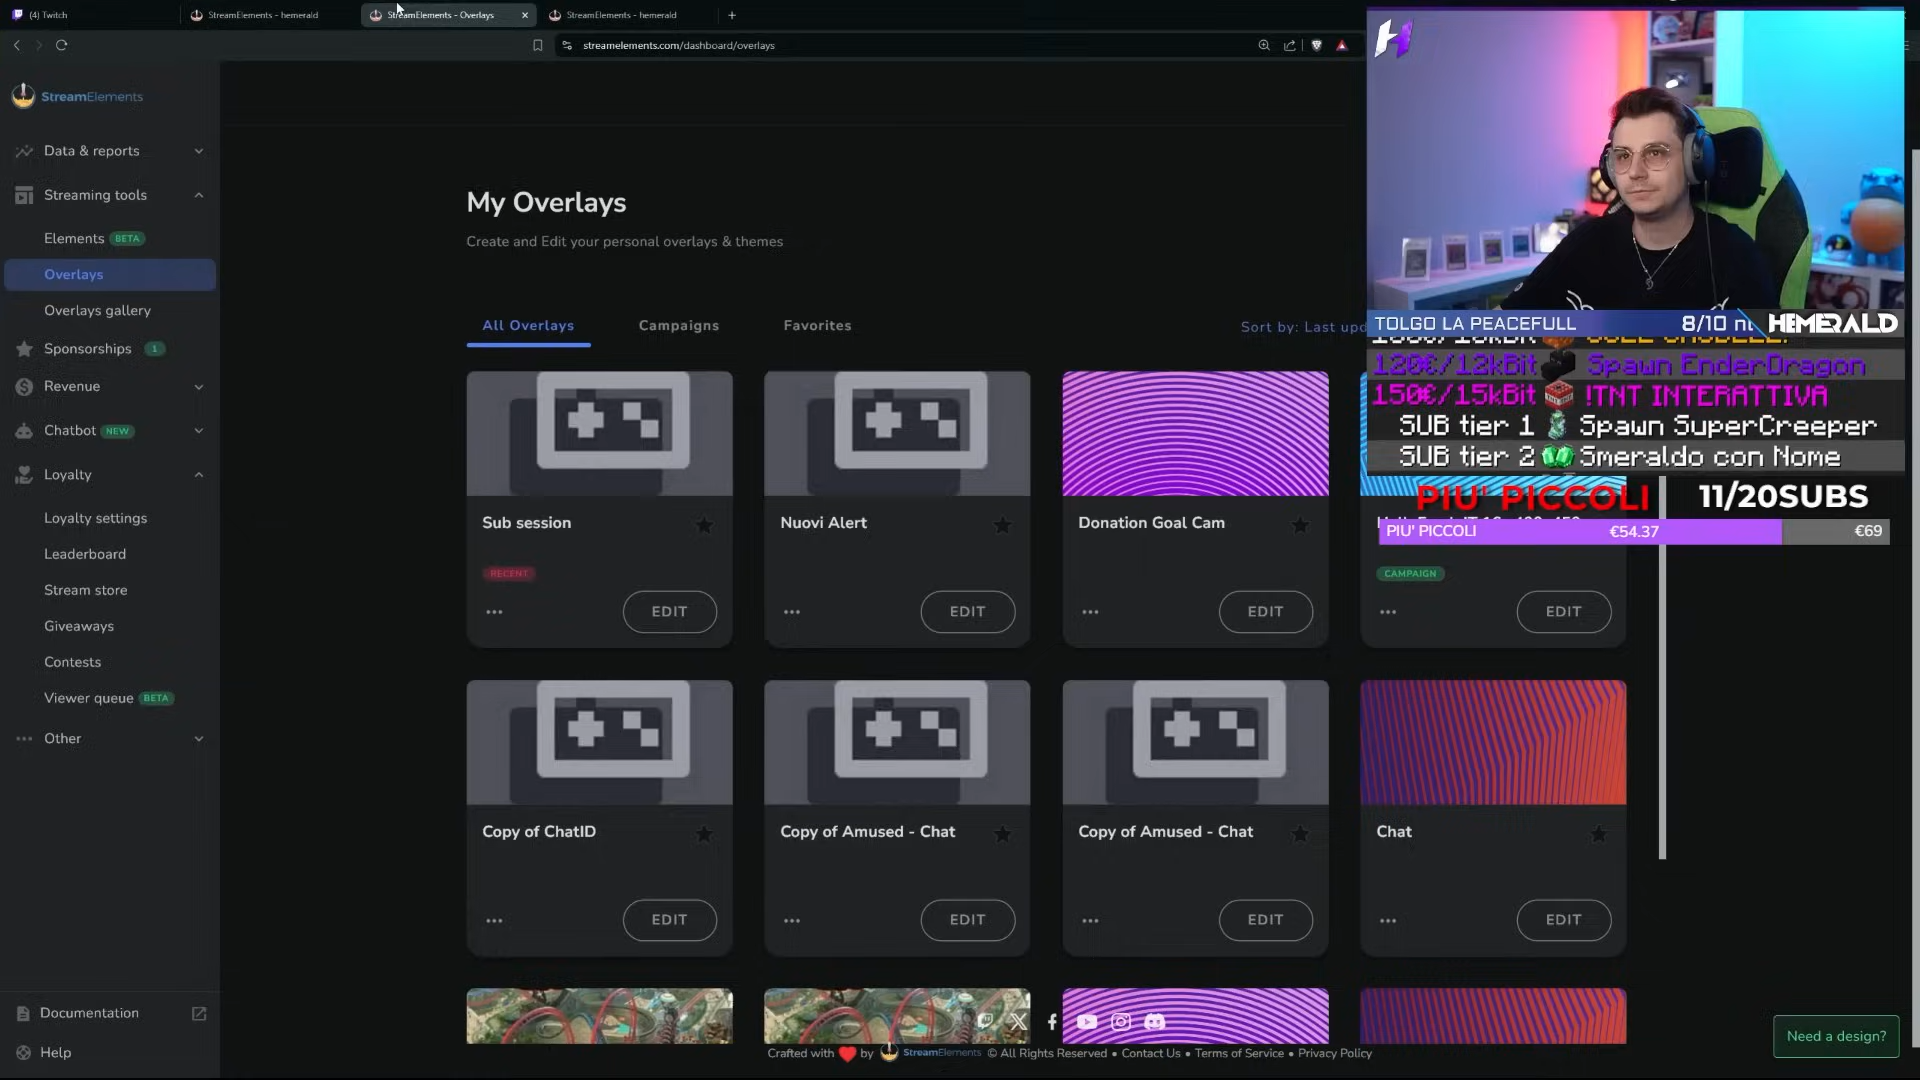 (4) Twitch
StreamElements - hemerald
StreamElements - Overlays
StreamElements - hemerald
streamelements.com/dashboard/overlays
StreamElements
Data & reports
Streaming tools
Elements BETA
Overlays
Overlays gallery
Sponsorships 1
Revenue
Chatbot NEW
Loyalty
Loyalty settings
Leaderboard
Stream store
Giveaways
Contests
Viewer queue BETA
Other
Documentation
Help
My Overlays
Create and Edit your personal overlays & themes
All Overlays
Campaigns
Favorites
Sort by: Last upd
Sub session
RECENT
EDIT
Nuovi Alert
EDIT
Donation Goal Cam
EDIT
CAMPAIGN
EDIT
Copy of ChatID
EDIT
Copy of Amused - Chat
EDIT
Copy of Amused - Chat
EDIT
Chat
EDIT
TOLGO LA PEACEFULL 8/10 HEMERALD
120€/12kBit Spawn EnderDragon
150€/15kBit !TNT INTERATTIVA
SUB tier 1 Spawn SuperCreeper
SUB tier 2 Smeraldo con Nome
PIU' PICCOLI 11/20SUBS
PIU' PICCOLI €54.37 €69
Crafted with by StreamElements © All Rights Reserved • Contact Us • Terms of Service • Privacy Policy
Need a design?